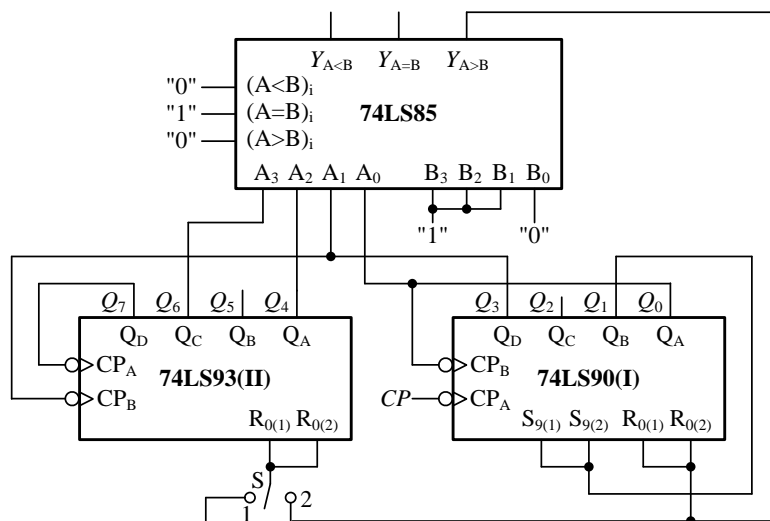 Y_{A<B} Y_{A=B} Y_{A>B}
"0" (A<B)_i
"1" (A=B)_i
"0" (A>B)_i
74LS85
A_3 A_2 A_1 A_0 B_3 B_2 B_1 B_0
"1" "0"
Q_7 Q_6 Q_5 Q_4
Q_D Q_C Q_B Q_A
CP_A
CP_B
74LS93(II)
R_{0(1)} R_{0(2)}
S
1 2
Q_3 Q_2 Q_1 Q_0
Q_D Q_C Q_B Q_A
CP_B
CP CP_A
74LS90(I)
S_{9(1)} S_{9(2)} R_{0(1)} R_{0(2)}